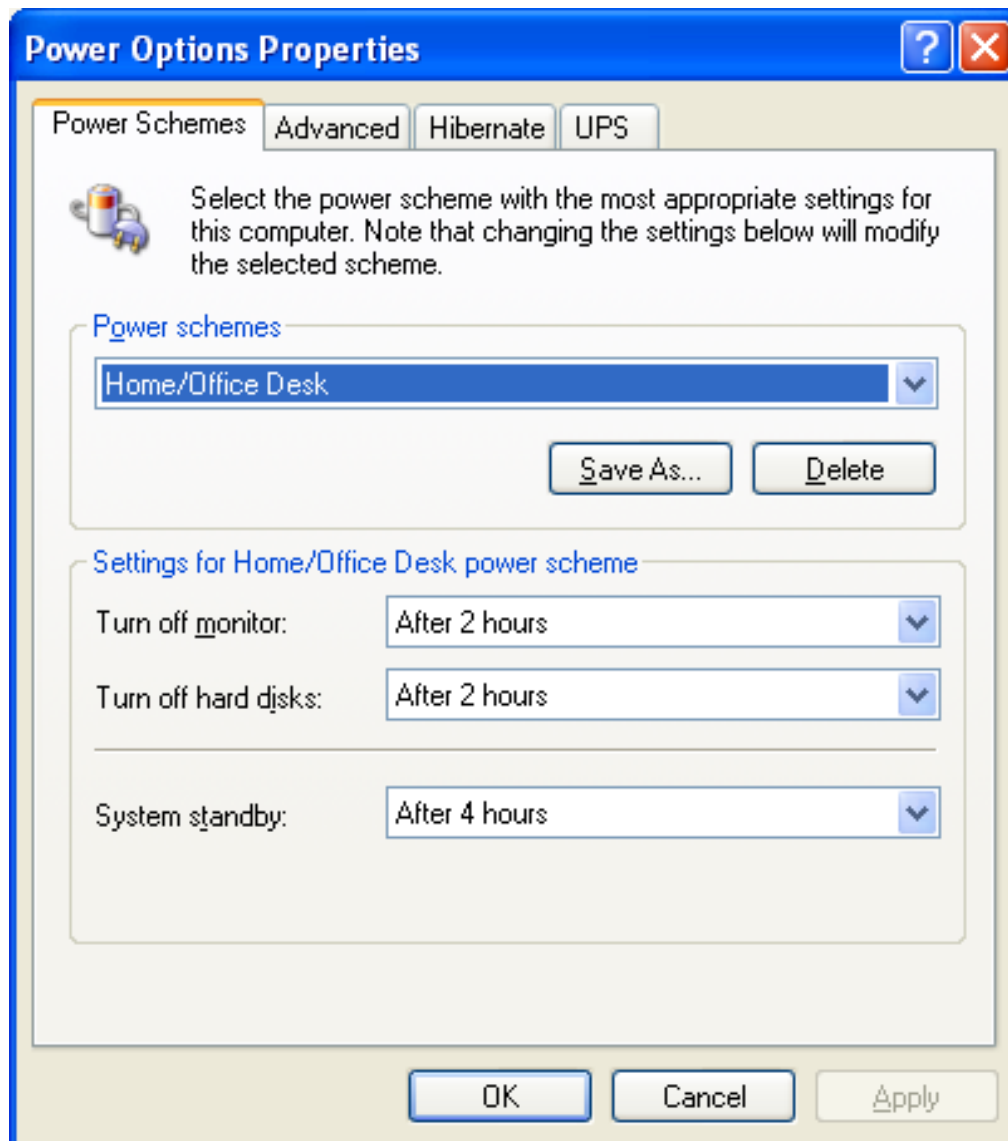 Power Options Properties
Power Schemes Advanced Hibernate UPS
Select the power scheme with the most appropriate settings for
this computer. Note that changing the settings below will modify
the selected scheme.
Power schemes
Home/Office Desk
Save As... Delete
Settings for Home/Office Desk power scheme
Turn off monitor: After 2 hours
Turn off hard disks: After 2 hours
System standby: After 4 hours
OK Cancel Apply